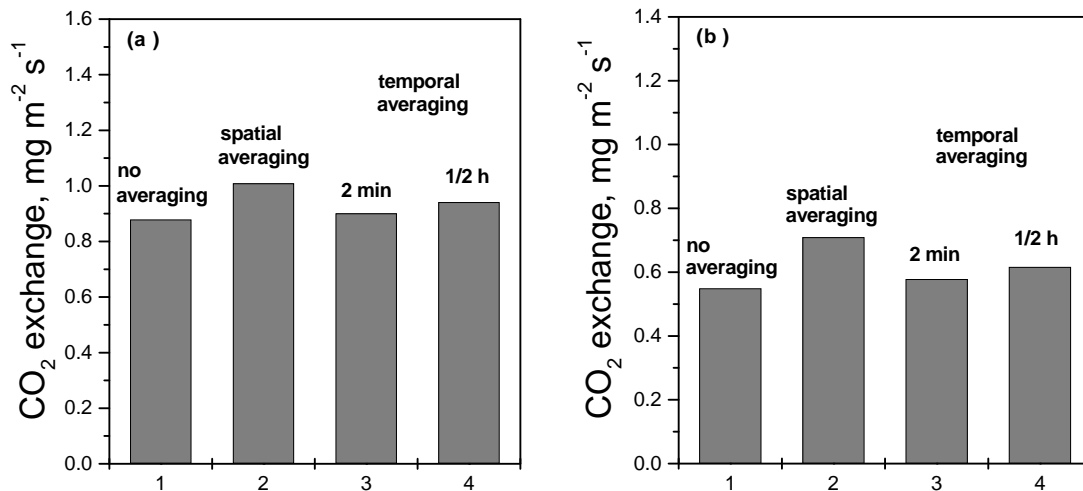 (a )
CO2 exchange, mg m-2 s-1
1.6
1.4
1.2
1.0
0.8
0.6
0.4
0.2
0.0
no
averaging
spatial
averaging
temporal
averaging
2 min
1/2 h
1 2 3 4
(b )
CO2 exchange, mg m-2 s-1
1.4
1.2
1.0
0.8
0.6
0.4
0.2
0.0
no
averaging
spatial
averaging
temporal
averaging
2 min
1/2 h
1 2 3 4